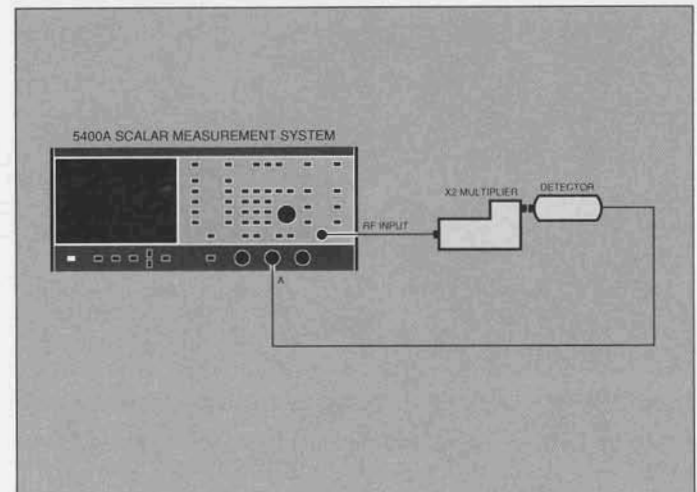 5400A SCALAR MEASUREMENT SYSTEM
X2 MULTIPLIER
DETECTOR
RF INPUT
A